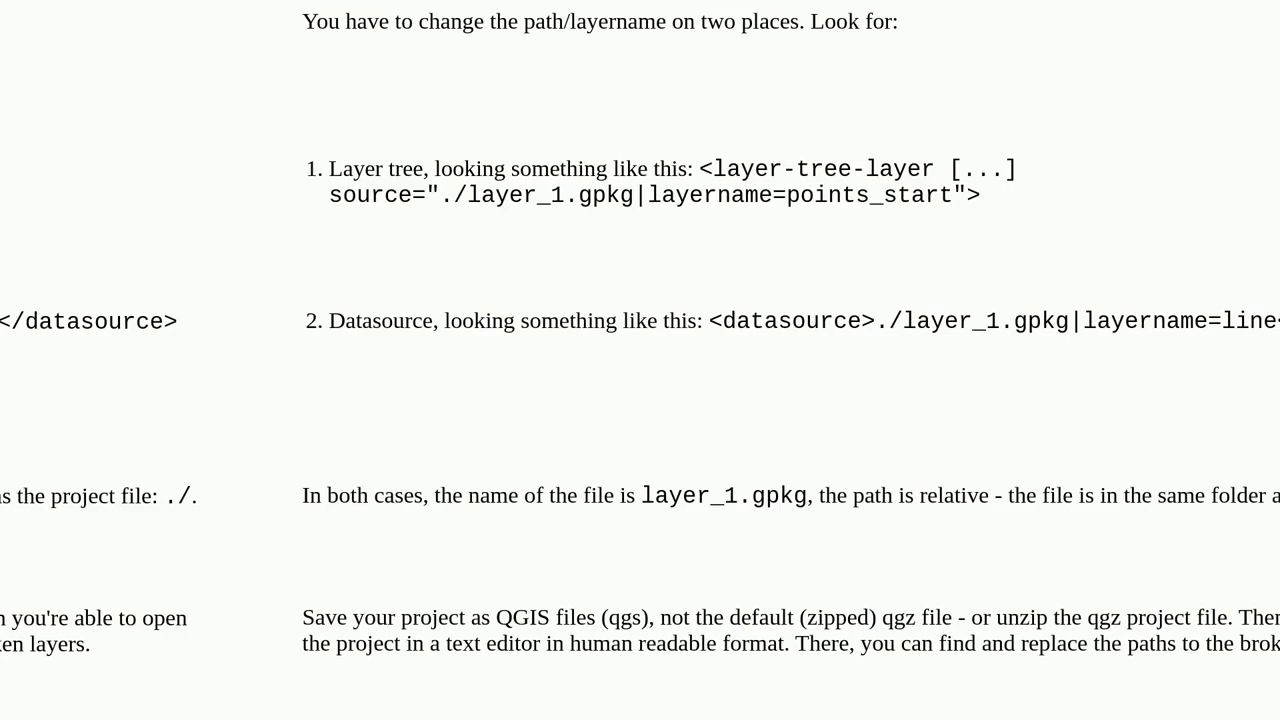 You have to change the path/layername on two places. Look for:
1. Layer tree, looking something like this: <layer-tree-layer [...]
source="./layer_1.gpkg|layername=points_start">
2. Datasource, looking something like this: <datasource>./layer_1.gpkg|layername=line</datasource>
In both cases, the name of the file is layer_1.gpkg, the path is relative - the file is in the same folder as the project file: ./.
Save your project as QGIS files (qgs), not the default (zipped) qgz file - or unzip the qgz project file. Then you're able to open
the project in a text editor in human readable format. There, you can find and replace the paths to the broken layers.